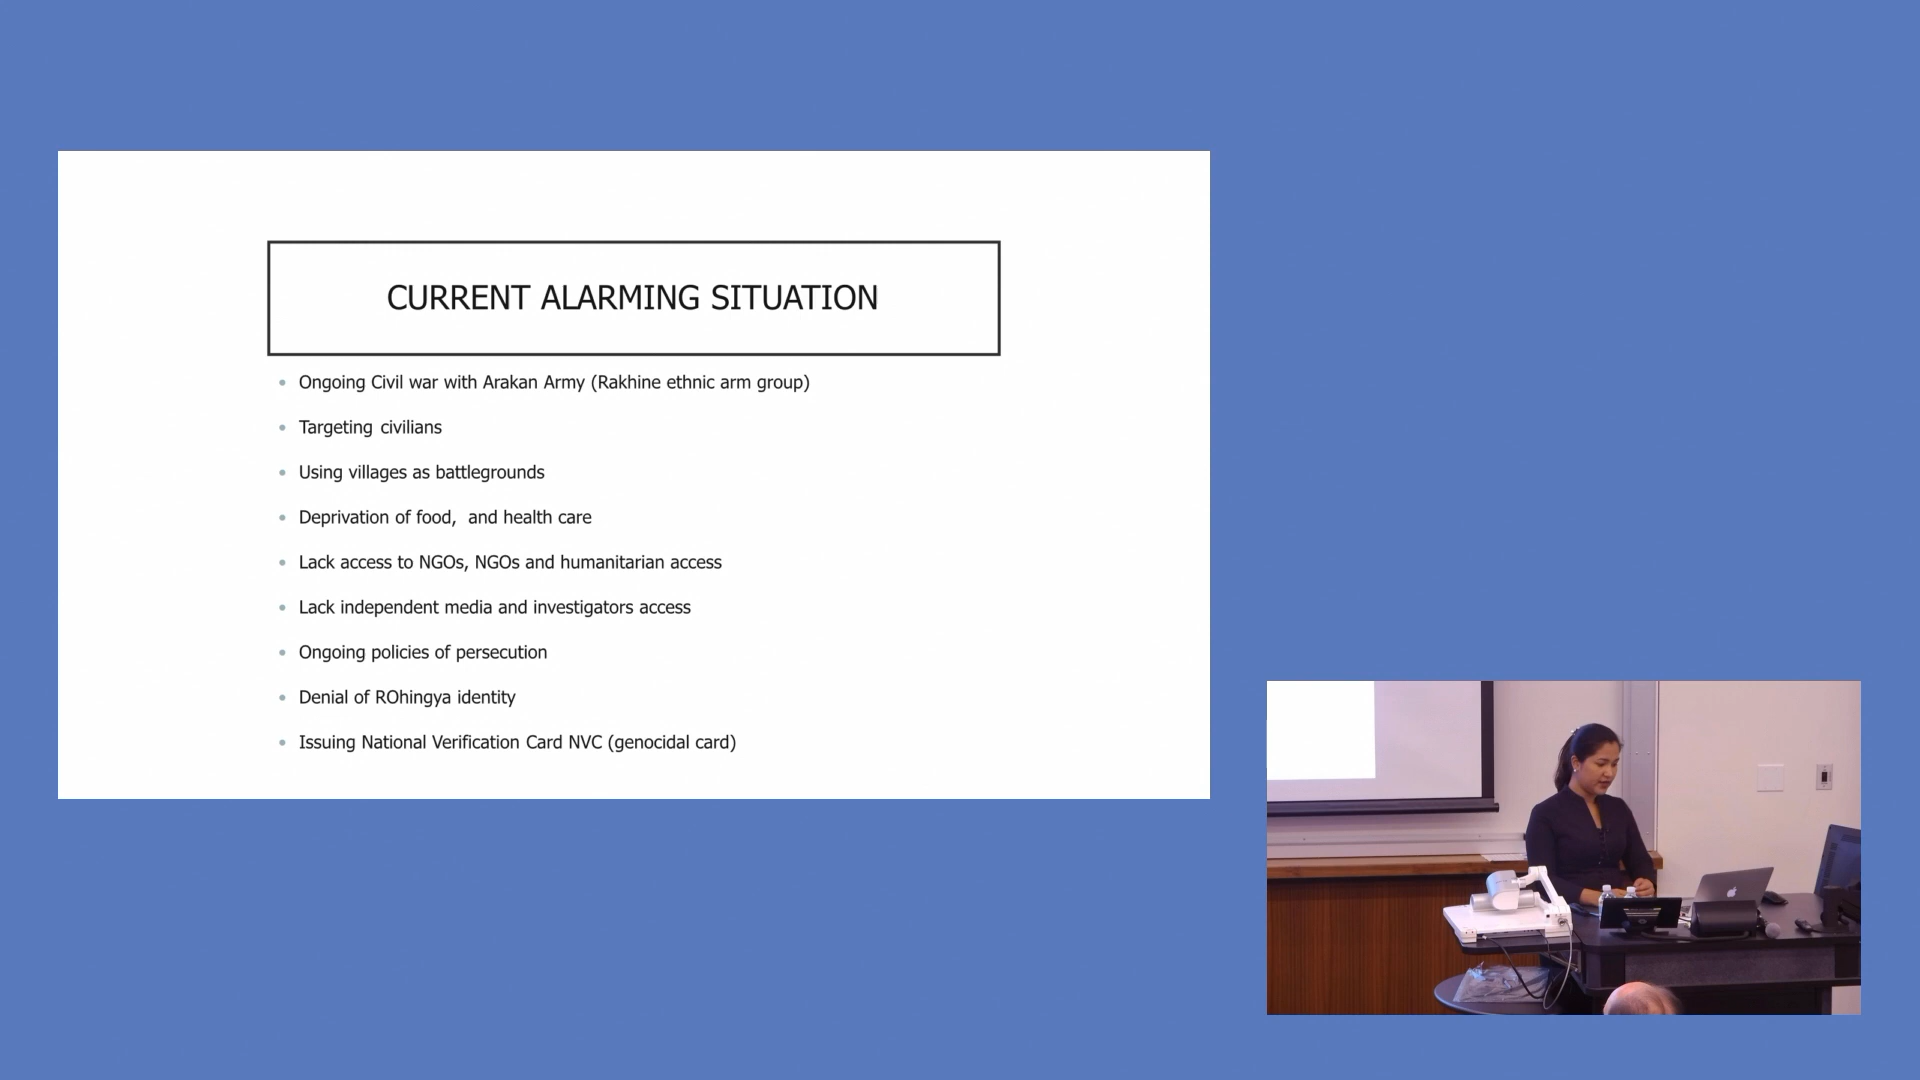 CURRENT ALARMING SITUATION
• Ongoing Civil war with Arakan Army (Rakhine ethnic arm group)
• Targeting civilians
• Using villages as battlegrounds
• Deprivation of food,  and health care
• Lack access to NGOs, NGOs and humanitarian access
• Lack independent media and investigators access
• Ongoing policies of persecution
• Denial of ROhingya identity
• Issuing National Verification Card NVC (genocidal card)